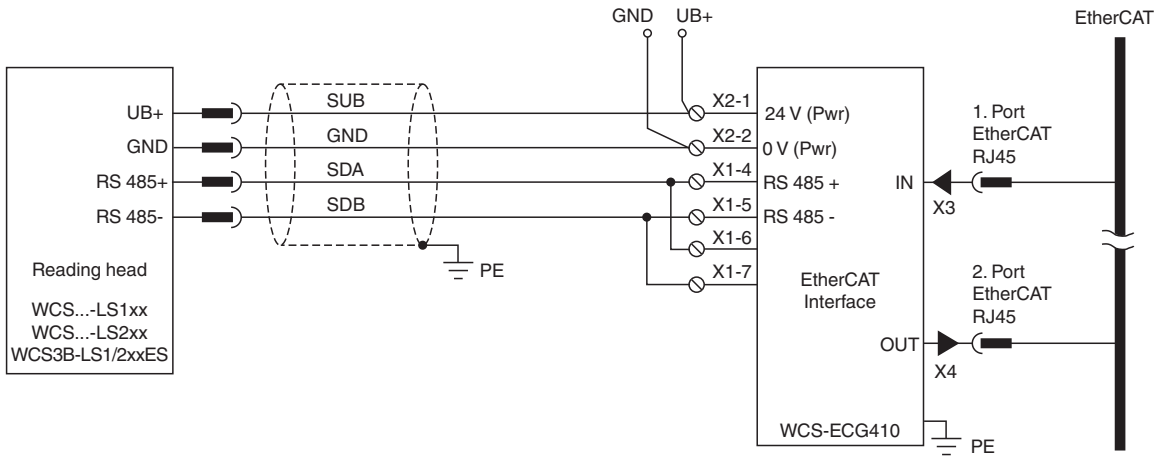 GND UB+
EtherCAT
UB+
GND
RS 485+
RS 485-
Reading head
WCS...-LS1xx
WCS...-LS2xx
WCS3B-LS1/2xxES
SUB
GND
SDA
SDB
PE
X2-1
X2-2
X1-4
X1-5
X1-6
X1-7
24 V (Pwr)
0 V (Pwr)
RS 485 +
RS 485 -
IN
EtherCAT
Interface
OUT
WCS-ECG410
PE
1. Port
EtherCAT
RJ45
X3
2. Port
EtherCAT
RJ45
X4